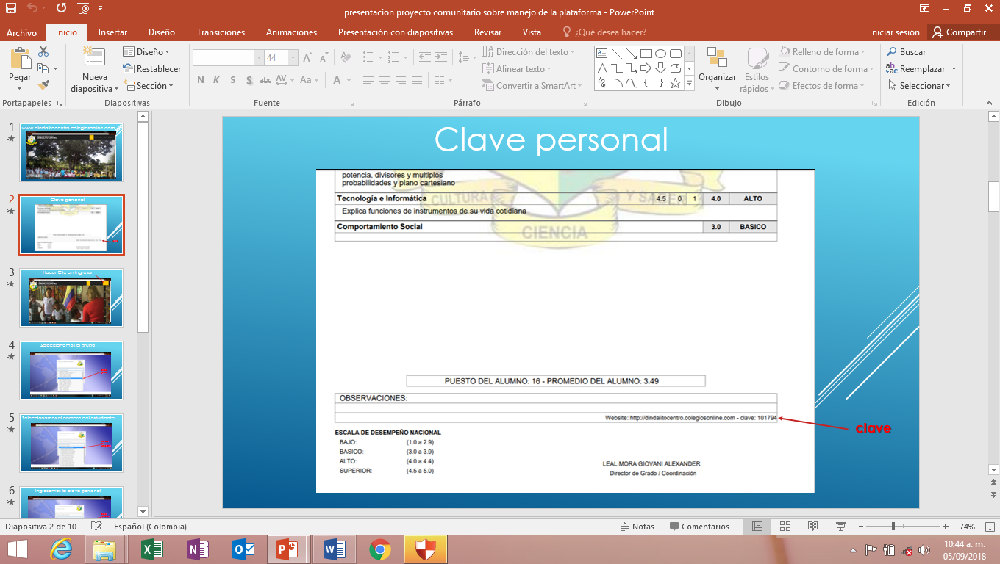 presentacion proyecto comunitario sobre manejo de la plataforma - PowerPoint
Archivo Inicio Insertar Diseño Transiciones Animaciones Presentación con diapositivas Revisar Vista ¿Qué desea hacer? Iniciar sesión Compartir
Pegar
Nueva diapositiva
Diseño
Restablecer
Sección
44
N K S S abc AV Aa A
Dirección del texto
Alinear texto
Convertir a SmartArt
Organizar
Estilos rápidos
Relleno de forma
Contorno de forma
Efectos de forma
Buscar
Reemplazar
Seleccionar
Portapapeles Diapositivas Fuente Párrafo Dibujo Edición
1
www.dindalitocentro.colegiosonline.com
2
Clave personal
3
Hacer Clic en ingresar
4
Seleccionamos el grupo
5
Seleccionamos el nombre del estudiante
6
Ingresamos la clave personal
Clave personal
potencia, divisores y multiplos
probabilidades y plano cartesiano
Tecnología e Informática 4.5 0 1 4.0 ALTO
Explica funciones de instrumentos de su vida cotidiana
Comportamiento Social 3.0 BASICO
CULTURA Y SABER
CIENCIA
PUESTO DEL ALUMNO: 16 - PROMEDIO DEL ALUMNO: 3.49
OBSERVACIONES:
Website: http://dindalitocentro.colegiosonline.com - clave: 101794
clave
ESCALA DE DESEMPEÑO NACIONAL
BAJO: (1.0 a 2.9)
BASICO: (3.0 a 3.9)
ALTO: (4.0 a 4.4)
SUPERIOR: (4.5 a 5.0)
LEAL MORA GIOVANI ALEXANDER
Director de Grado / Coordinación
Diapositiva 2 de 10 Español (Colombia) Notas Comentarios 74%
10:44 a. m.
05/09/2018